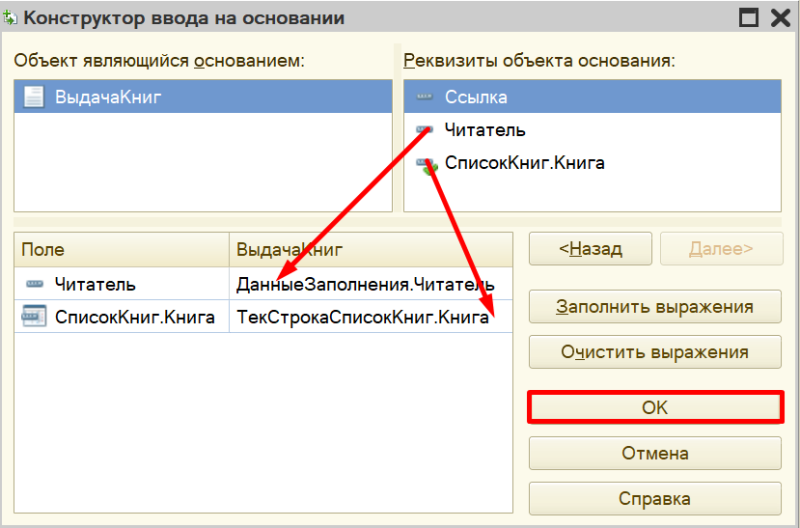 Конструктор ввода на основании
Объект являющийся основанием:
Реквизиты объекта основания:
ВыдачаКниг
Ссылка
Читатель
СписокКниг.Книга
Поле
ВыдачаКниг
Читатель
ДанныеЗаполнения.Читатель
СписокКниг.Книга
ТекСтрокаСписокКниг.Книга
<Назад
Далее>
Заполнить выражения
Очистить выражения
OK
Отмена
Справка